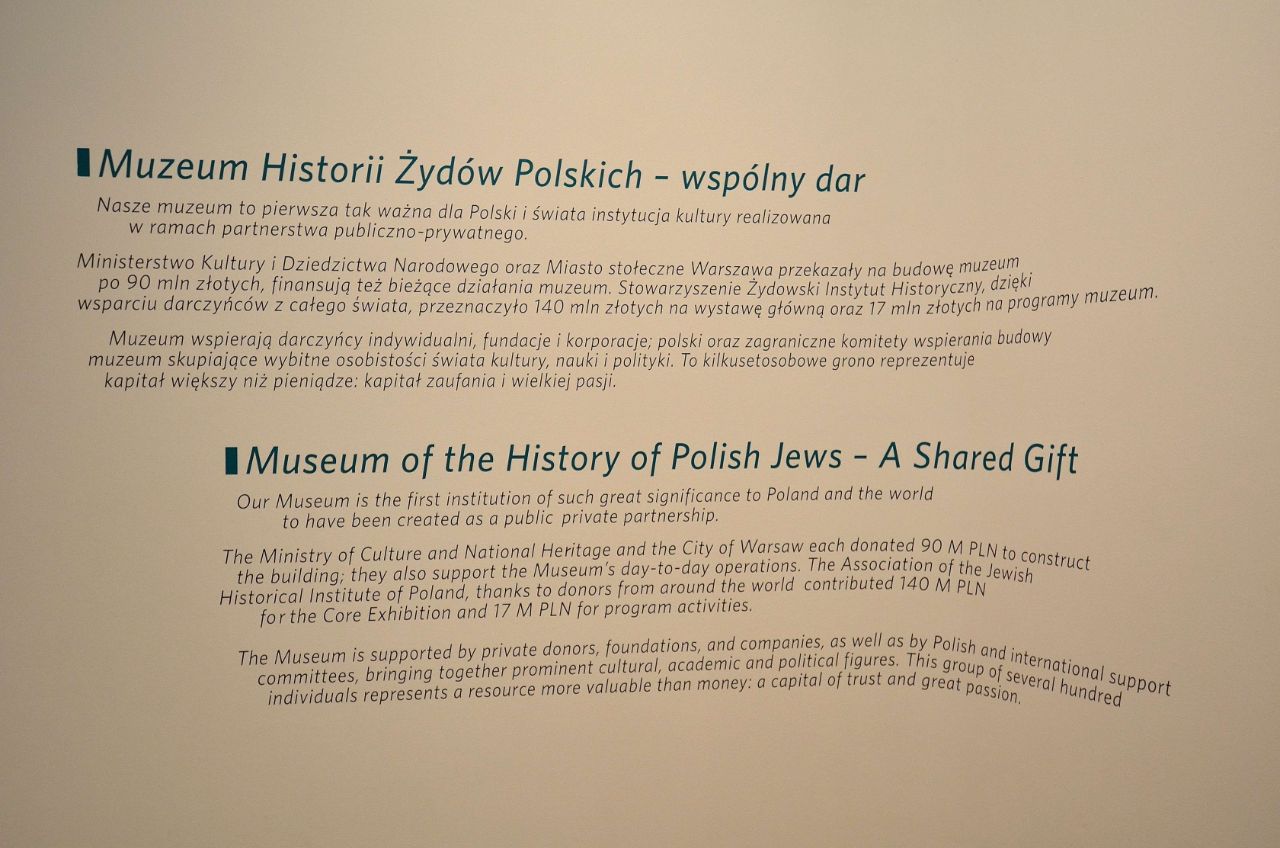 Muzeum Historii Żydów Polskich – wspólny dar
Nasze muzeum to pierwsza tak ważna dla Polski i świata instytucja kultury realizowana
w ramach partnerstwa publiczno-prywatnego.
Ministerstwo Kultury i Dziedzictwa Narodowego oraz Miasto stołeczne Warszawa przekazały na budowę muzeum
po 90 mln złotych, finansują też bieżące działania muzeum. Stowarzyszenie Żydowski Instytut Historyczny, dzięki
wsparciu darczyńców z całego świata, przeznaczyło 140 mln złotych na wystawę główną oraz 17 mln złotych na programy muzeum.
Muzeum wspierają darczyńcy indywidualni, fundacje i korporacje; polski oraz zagraniczne komitety wspierania budowy
muzeum skupiające wybitne osobistości świata kultury, nauki i polityki. To kilkusetosobowe grono reprezentuje
kapitał większy niż pieniądze: kapitał zaufania i wielkiej pasji.
Museum of the History of Polish Jews – A Shared Gift
Our Museum is the first institution of such great significance to Poland and the world
to have been created as a public private partnership.
The Ministry of Culture and National Heritage and the City of Warsaw each donated 90 M PLN to construct
the building; they also support the Museum's day-to-day operations. The Association of the Jewish
Historical Institute of Poland, thanks to donors from around the world contributed 140 M PLN
for the Core Exhibition and 17 M PLN for program activities.
The Museum is supported by private donors, foundations, and companies, as well as by Polish and international support
committees, bringing together prominent cultural, academic and political figures. This group of several hundred
individuals represents a resource more valuable than money: a capital of trust and great passion.